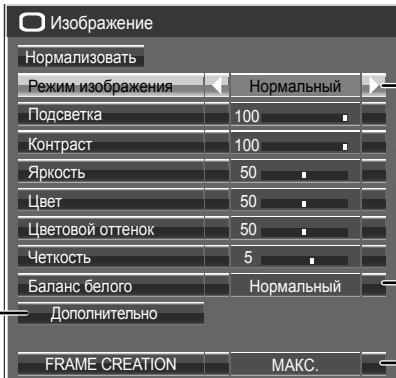 Изображение
Нормализовать
Режим изображения Нормальный
Подсветка 100
Контраст 100
Яркость 50
Цвет 50
Цветовой оттенок 50
Четкость 5
Баланс белого Нормальный
Дополнительно
FRAME CREATION МАКС.